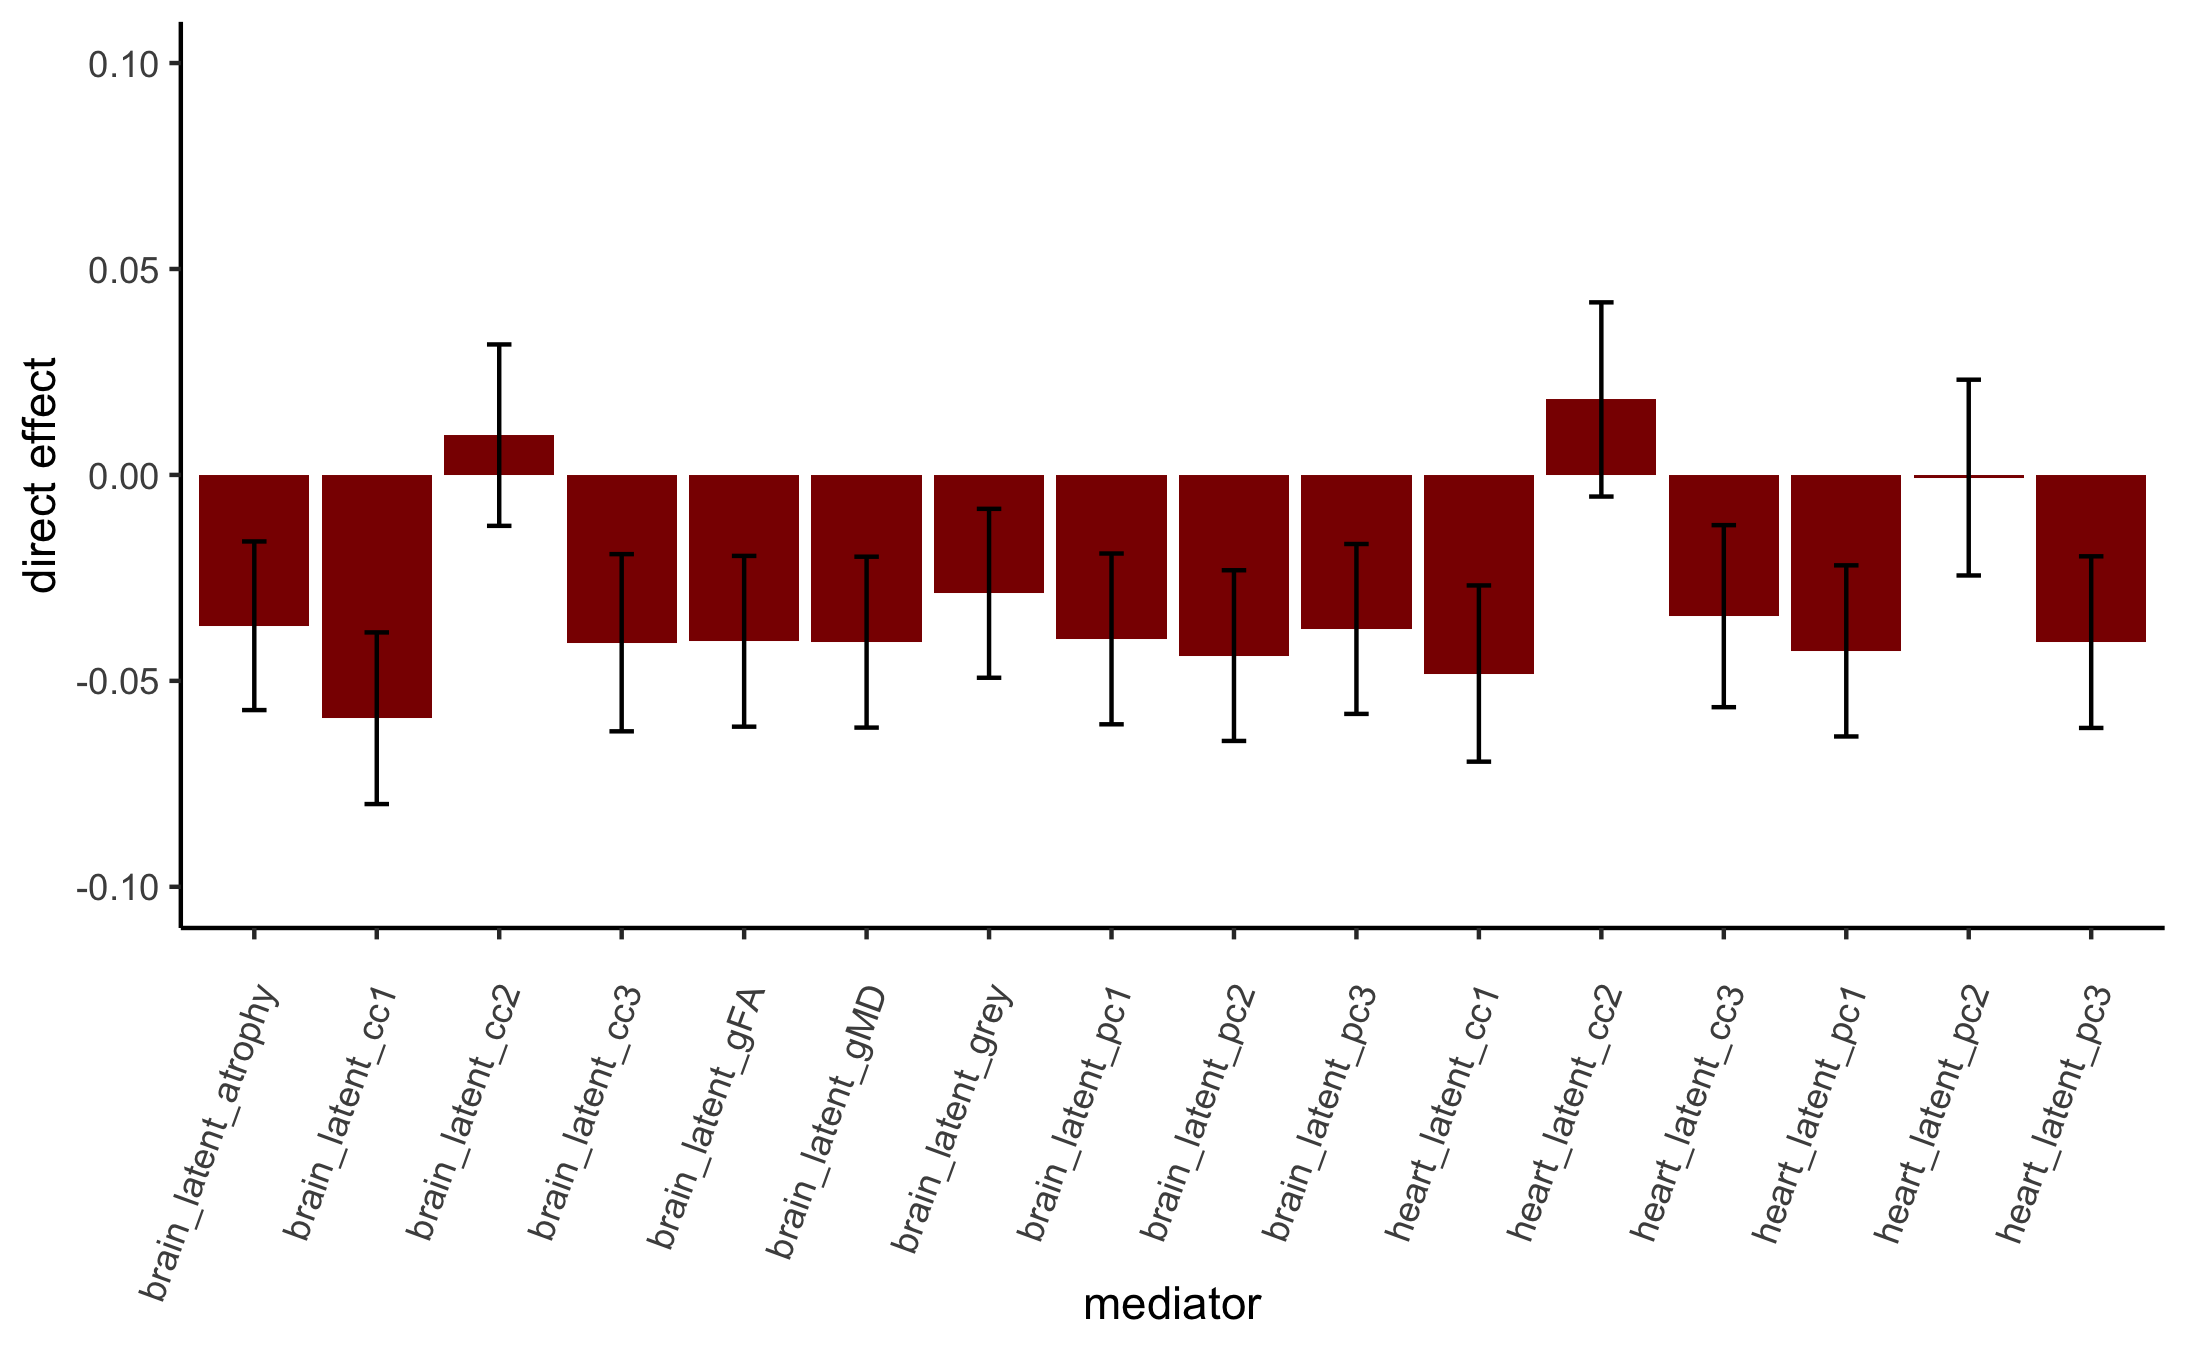 direct effect
0.10
0.05
0.00
-0.05
-0.10
brain_latent_atrophy
brain_latent_cc1
brain_latent_cc2
brain_latent_cc3
brain_latent_gFA
brain_latent_gMD
brain_latent_grey
brain_latent_pc1
brain_latent_pc2
brain_latent_pc3
heart_latent_cc1
heart_latent_cc2
heart_latent_cc3
heart_latent_pc1
heart_latent_pc2
heart_latent_pc3
mediator